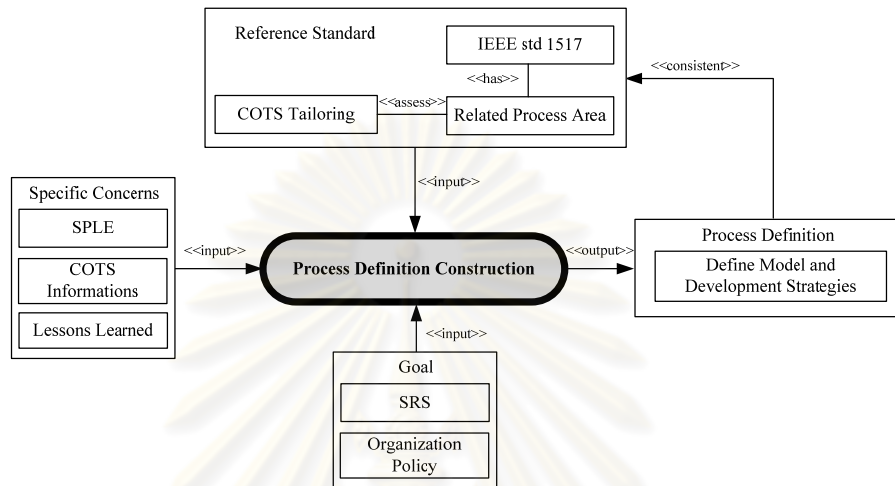 Reference Standard
IEEE std 1517
<<has>>
<<consistent>>
COTS Tailoring
<<assess>>
Related Process Area
<<input>>
Specific Concerns
SPLE
COTS
Informations
Lessons Learned
<<input>>
Process Definition Construction
<<output>>
Process Definition
Define Model and
Development Strategies
<<input>>
Goal
SRS
Organization
Policy